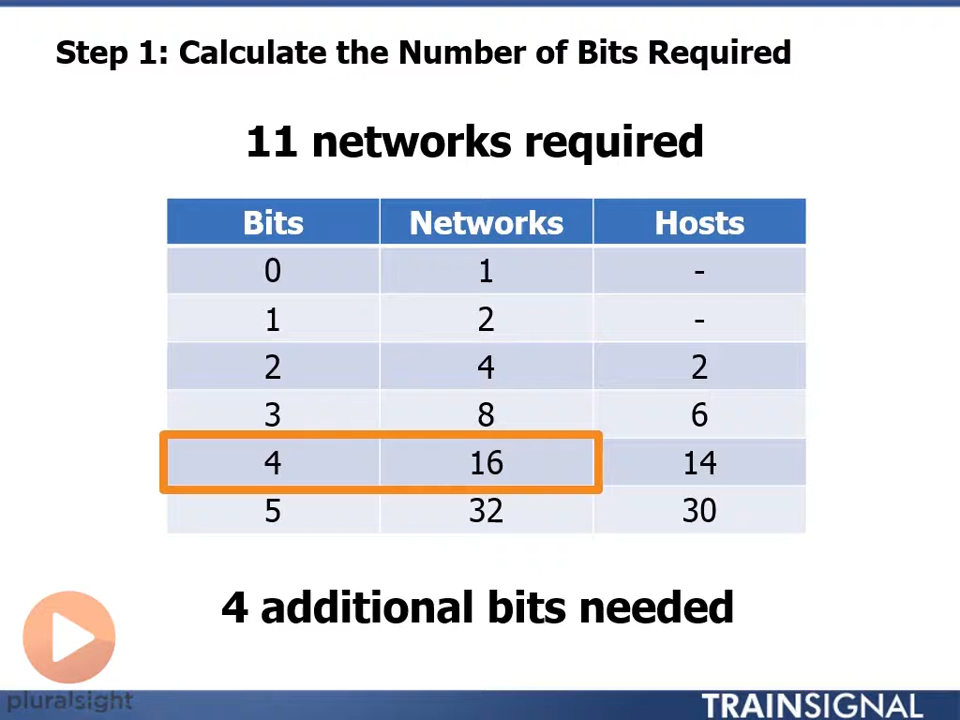 Step 1: Calculate the Number of Bits Required
11 networks required
Bits Networks Hosts
0 1 -
1 2 -
2 4 2
3 8 6
4 16 14
5 32 30
4 additional bits needed
pluralsight
TRAINSIGNAL